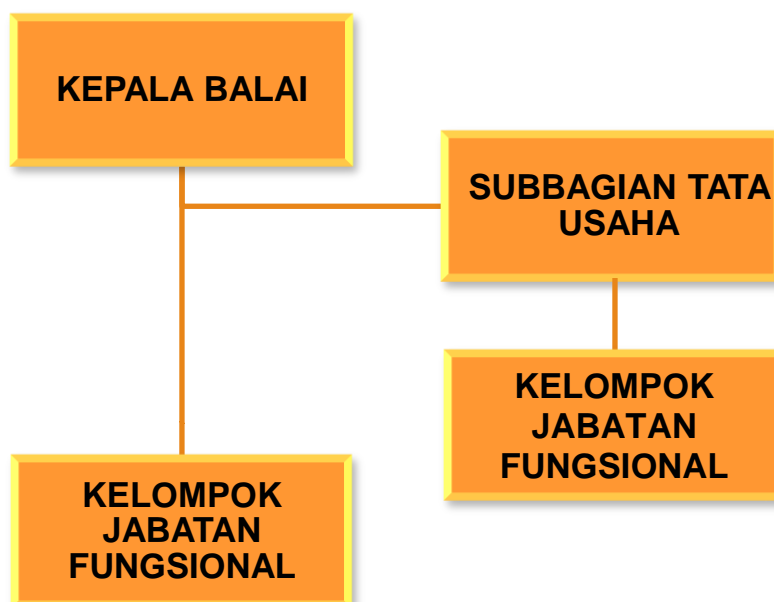 KEPALA BALAI
SUBBAGIAN TATA
USAHA
KELOMPOK
JABATAN
FUNGSIONAL
KELOMPOK
JABATAN
FUNGSIONAL